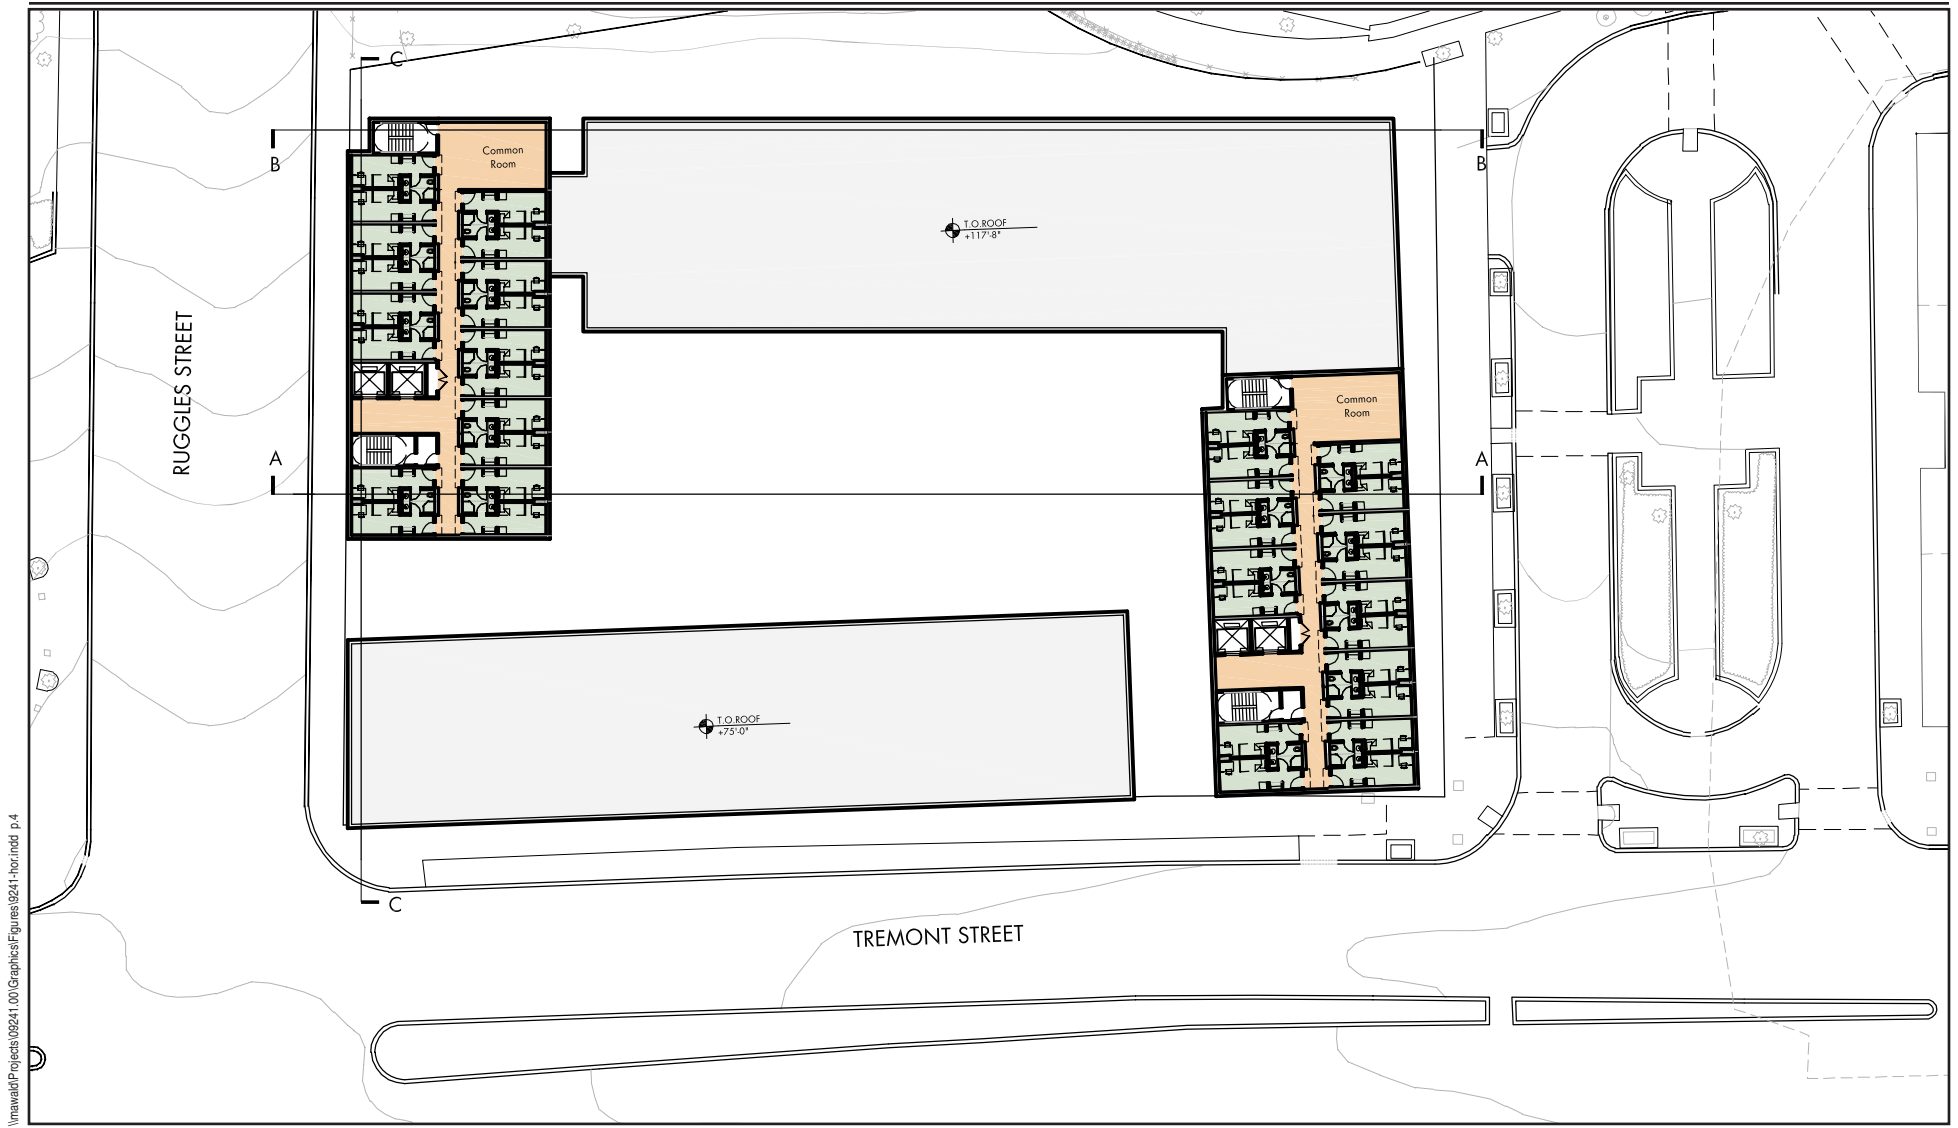 C
B
B
Common
Room
T.O.ROOF
+117'-8"
RUGGLES STREET
Common
Room
A
A
T.O.ROOF
+75'-0"
C
TREMONT STREET
\\mawald\Projects\09241.00\Graphics\Figures\9241-hor.indd p.4